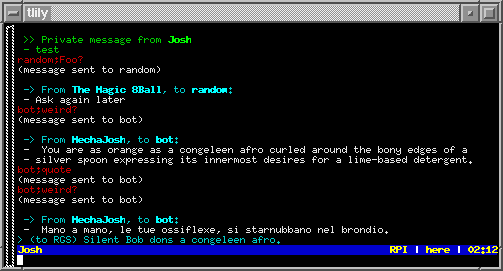 tlily
>> Private message from Josh
- test
random;Foo?
(message sent to random)
-> From The Magic 8Ball, to random:
- Ask again later
bot;weird?
(message sent to bot)
-> From MechaJosh, to bot:
- You are as orange as a congeleen afro curled around the bony edges of a
- silver spoon expressing its innermost desires for a lime-based detergent.
bot;quote
(message sent to bot)
bot;weird?
(message sent to bot)
-> From MechaJosh, to bot:
- Mano a mano, le tue ossiflexe, si starnubbano nel brondio.
> (to RGS) Silent Bob dons a congeleen afro.
Josh RPI | here | 02:12